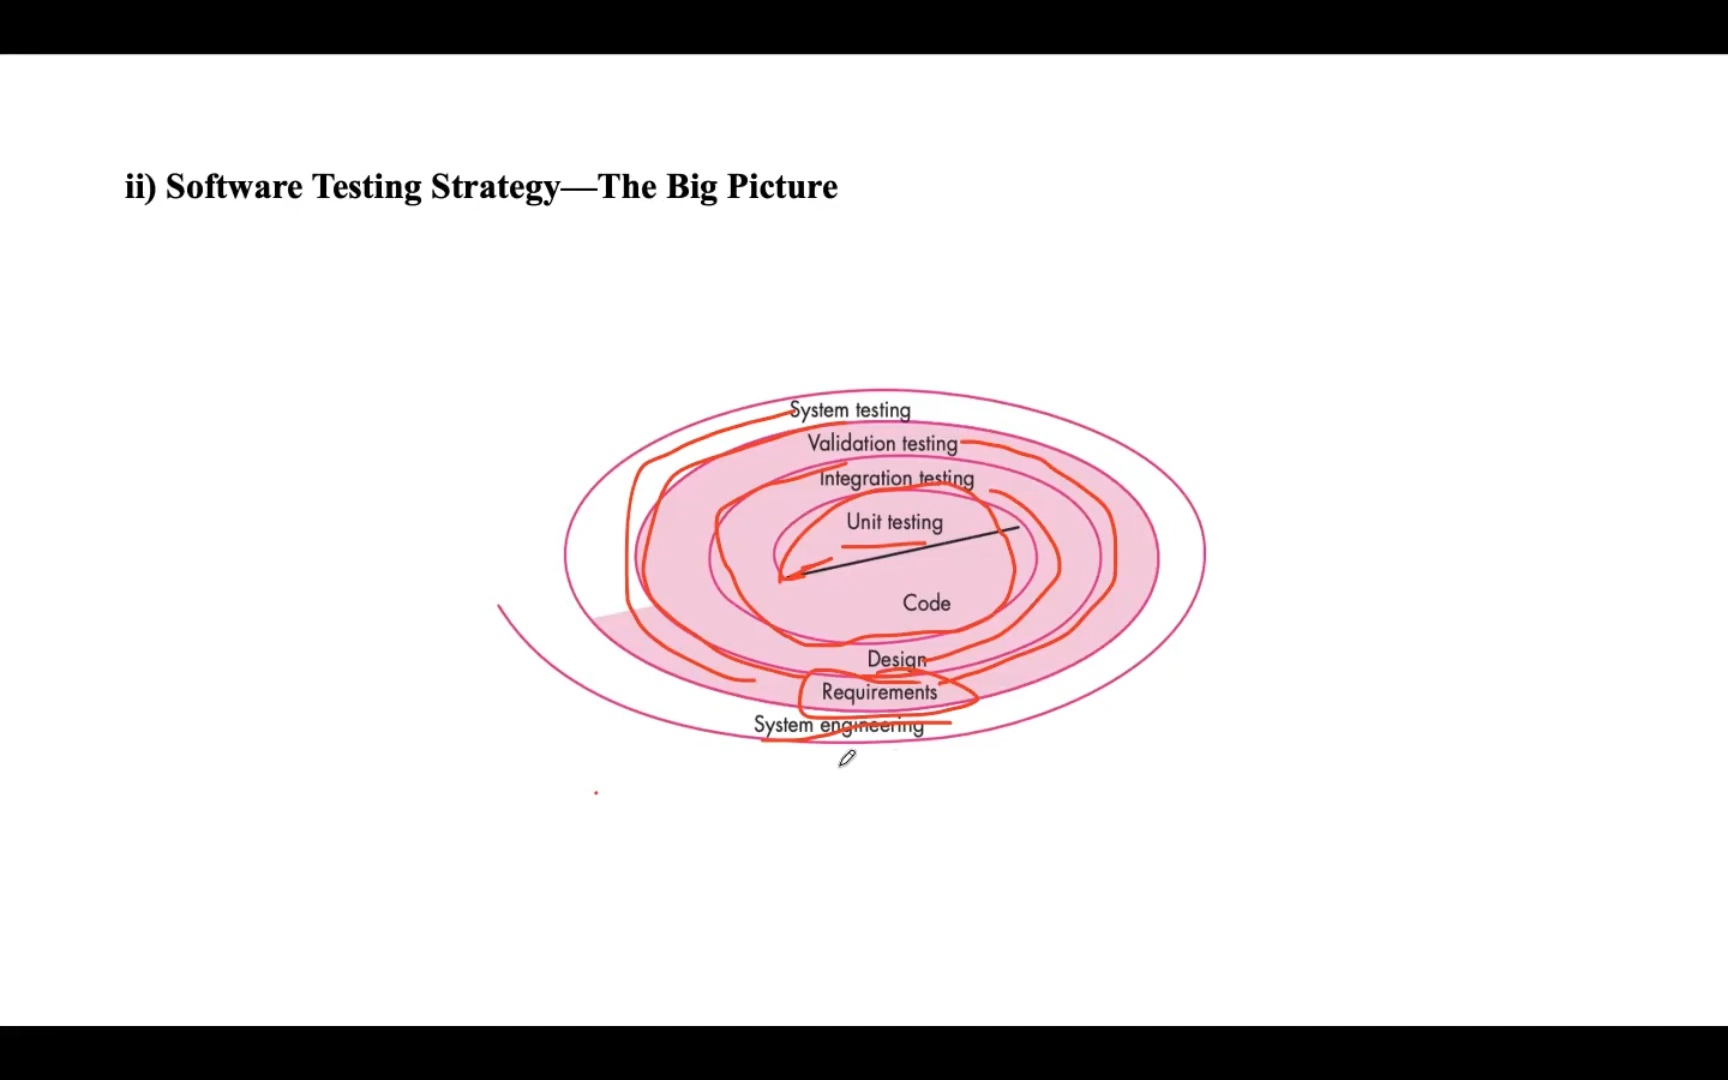 ii) Software Testing Strategy—The Big Picture
System testing
Validation testing
Integration testing
Unit testing
Code
Design
Requirements
System engineering